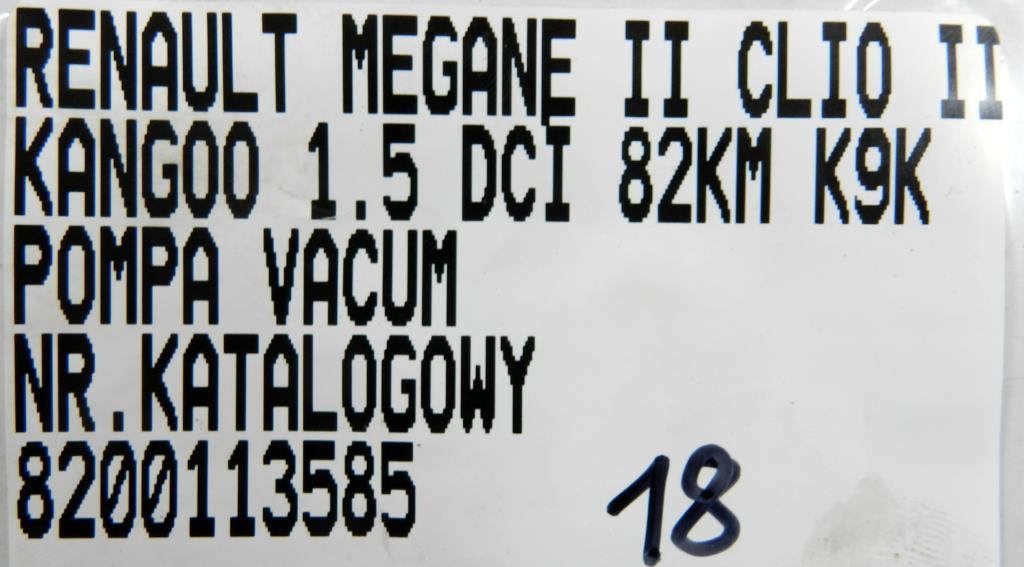 RENAULT MEGANE II CLIO II
KANGOO 1.5 DCI 82KM K9K
POMPA VACUM
NR.KATALOGOWY
8200113585
18